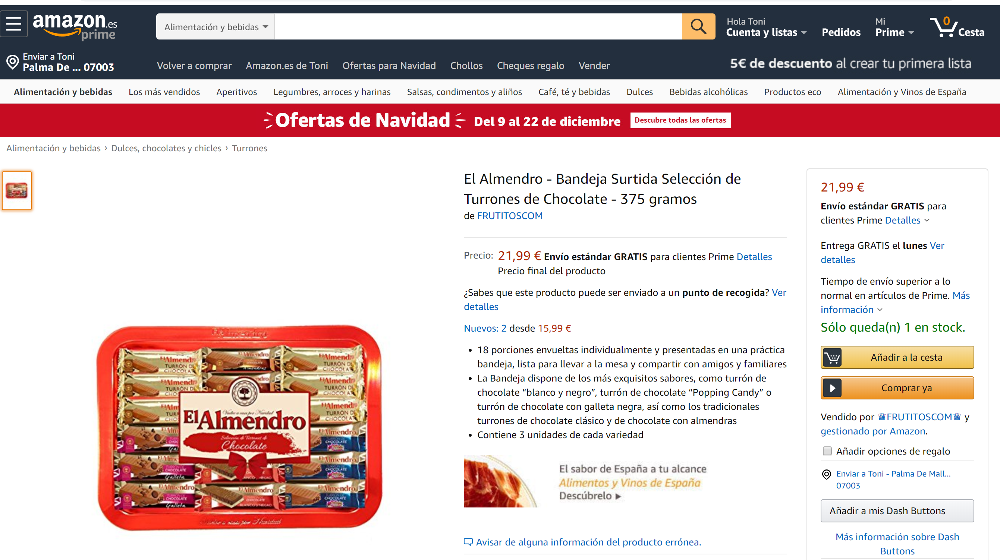 amazon.es
prime
Alimentación y bebidas
Hola Toni
Cuenta y listas
Pedidos
Mi
Prime
0
Cesta
Enviar a Toni
Palma De ... 07003
Volver a comprar
Amazon.es de Toni
Ofertas para Navidad
Chollos
Cheques regalo
Vender
5€ de descuento al crear tu primera lista
Alimentación y bebidas
Los más vendidos
Aperitivos
Legumbres, arroces y harinas
Salsas, condimentos y aliños
Café, té y bebidas
Dulces
Bebidas alcohólicas
Productos eco
Alimentación y Vinos de España
Ofertas de Navidad
Del 9 al 22 de diciembre
Descubre todas las ofertas
Alimentación y bebidas › Dulces, chocolates y chicles › Turrones
El Almendro
El Almendro
Vuelve a casa por Navidad
Selección de Turrones de
Chocolate
El Almendro - Bandeja Surtida Selección de
Turrones de Chocolate - 375 gramos
de FRUTITOSCOM
Precio: 21,99 € Envío estándar GRATIS para clientes Prime Detalles
Precio final del producto
¿Sabes que este producto puede ser enviado a un punto de recogida? Ver
detalles
Nuevos: 2 desde 15,99 €
• 18 porciones envueltas individualmente y presentadas en una práctica
bandeja, lista para llevar a la mesa y compartir con amigos y familiares
• La Bandeja dispone de los más exquisitos sabores, como turrón de
chocolate “blanco y negro”, turrón de chocolate “Popping Candy” o
turrón de chocolate con galleta negra, así como los tradicionales
turrones de chocolate clásico y de chocolate con almendras
• Contiene 3 unidades de cada variedad
El sabor de España a tu alcance
Alimentos y Vinos de España
Descúbrelo
Avisar de alguna información del producto errónea.
21,99 €
Envío estándar GRATIS para
clientes Prime Detalles
Entrega GRATIS el lunes Ver
detalles
Tiempo de envío superior a lo
normal en artículos de Prime. Más
información
Sólo queda(n) 1 en stock.
Añadir a la cesta
Comprar ya
Vendido por ♕FRUTITOSCOM♕ y
gestionado por Amazon.
Añadir opciones de regalo
Enviar a Toni - Palma De Mall...
07003
Añadir a mis Dash Buttons
Más información sobre Dash
Buttons